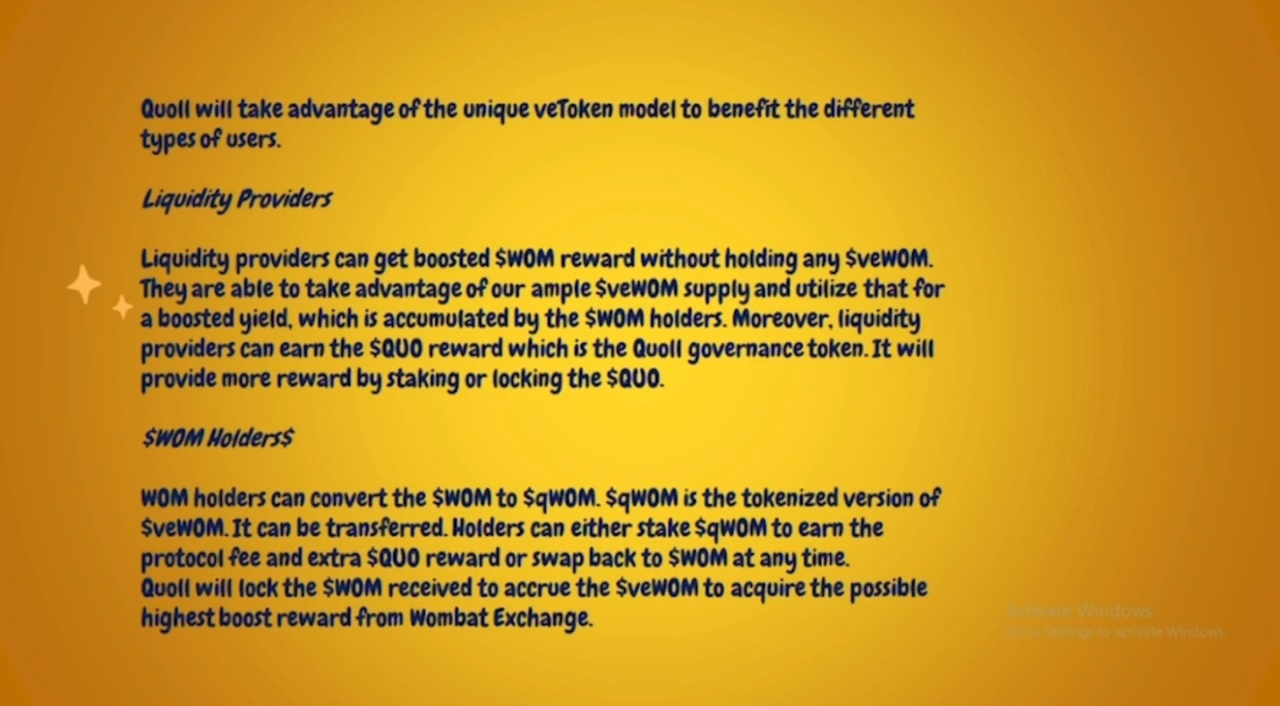 Quoll will take advantage of the unique veToken model to benefit the different
types of users.
Liquidity Providers
Liquidity providers can get boosted $WOM reward without holding any $veWOM.
They are able to take advantage of our ample $veWOM supply and utilize that for
a boosted yield, which is accumulated by the $WOM holders. Moreover, liquidity
providers can earn the $QUO reward which is the Quoll governance token. It will
provide more reward by staking or locking the $QUO.
$WOM Holders$
WOM holders can convert the $WOM to $qWOM. $qWOM is the tokenized version of
$veWOM. It can be transferred. Holders can either stake $qWOM to earn the
protocol fee and extra $QUO reward or swap back to $WOM at any time.
Quoll will lock the $WOM received to accrue the $veWOM to acquire the possible
highest boost reward from Wombat Exchange.
Activate Windows
Go to Settings to activate Windows.